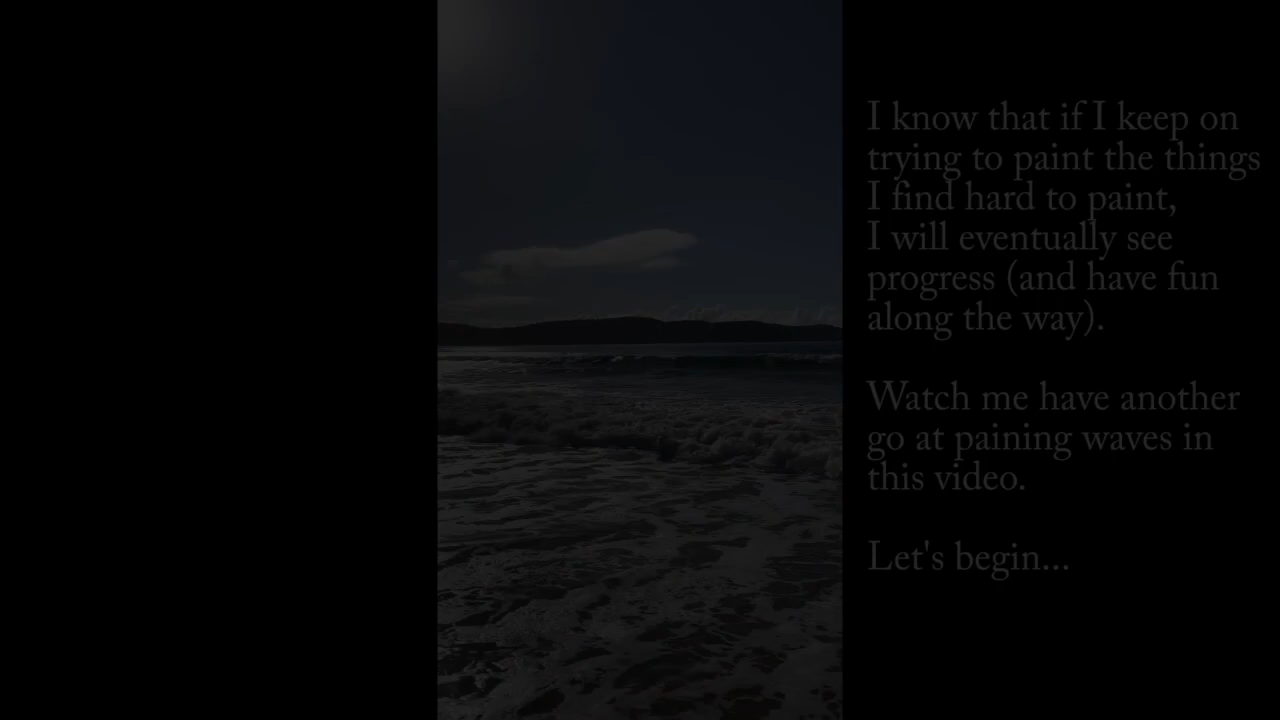 I know that if I keep on
trying to paint the things
I find hard to paint,
I will eventually see
progress (and have fun
along the way).
Watch me have another
go at paining waves in
this video.
Let's begin...